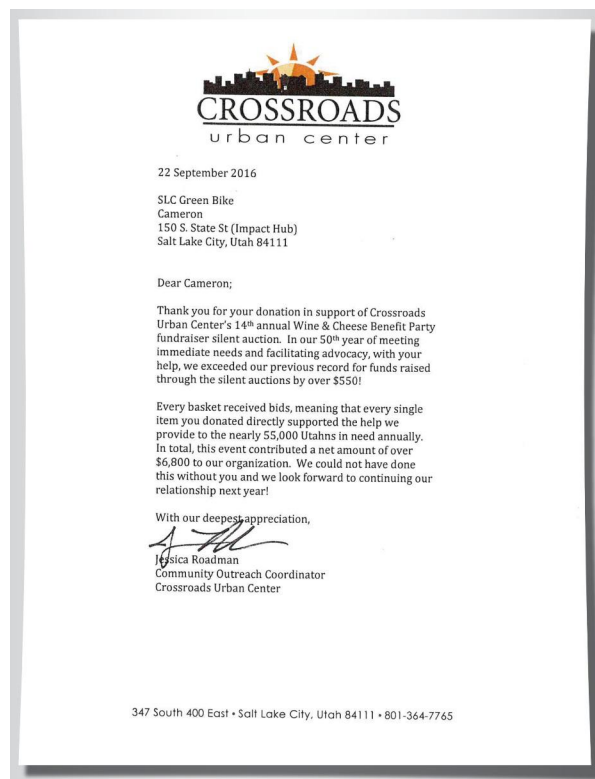 CROSSROADS
urban center
22 September 2016
SLC Green Bike
Cameron
150 S. State St (Impact Hub)
Salt Lake City, Utah 84111
Dear Cameron;
Thank you for your donation in support of Crossroads
Urban Center's 14th annual Wine & Cheese Benefit Party
fundraiser silent auction. In our 50th year of meeting
immediate needs and facilitating advocacy, with your
help, we exceeded our previous record for funds raised
through the silent auctions by over $550!
Every basket received bids, meaning that every single
item you donated directly supported the help we
provide to the nearly 55,000 Utahns in need annually.
In total, this event contributed a net amount of over
$6,800 to our organization. We could not have done
this without you and we look forward to continuing our
relationship next year!
With our deepest appreciation,
Jessica Roadman
Community Outreach Coordinator
Crossroads Urban Center
347 South 400 East • Salt Lake City, Utah 84111 • 801-364-7765